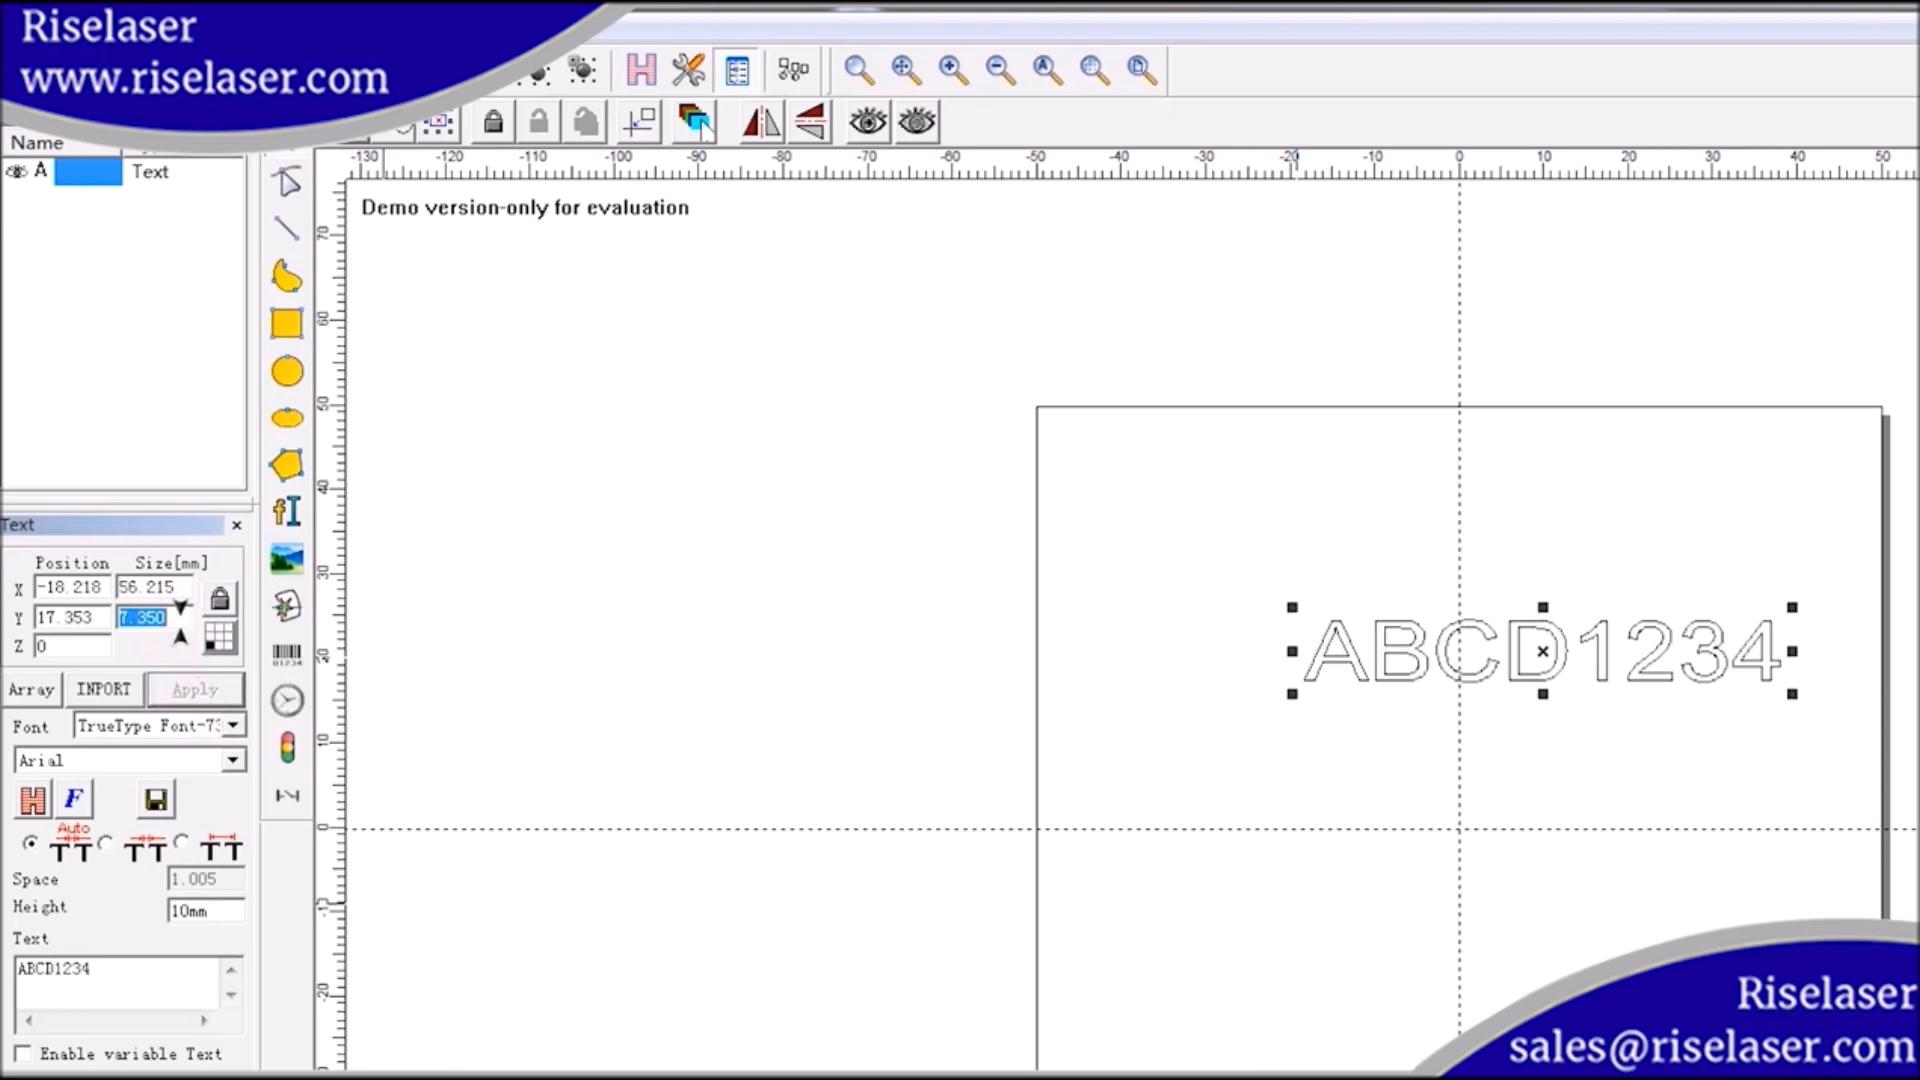 Riselaser
www.riselaser.com
Name
A Text
-130 -120 -110 -100 -90 -80 -70 -60 -50 -40 -30 -20 -10 0 10 20 30 40 50
Demo version-only for evaluation
70
60
50
40
30
20
10
0
-10
-20
ABCD1234
Text
Position Size[mm]
X -18.218 56.215
Y 17.353 7.350
Z 0
Array INPORT Apply
Font TrueType Font-73
Arial
F
Auto
Space 1.005
Height 10mm
Text
ABCD1234
Enable variable Text
Riselaser
sales@riselaser.com